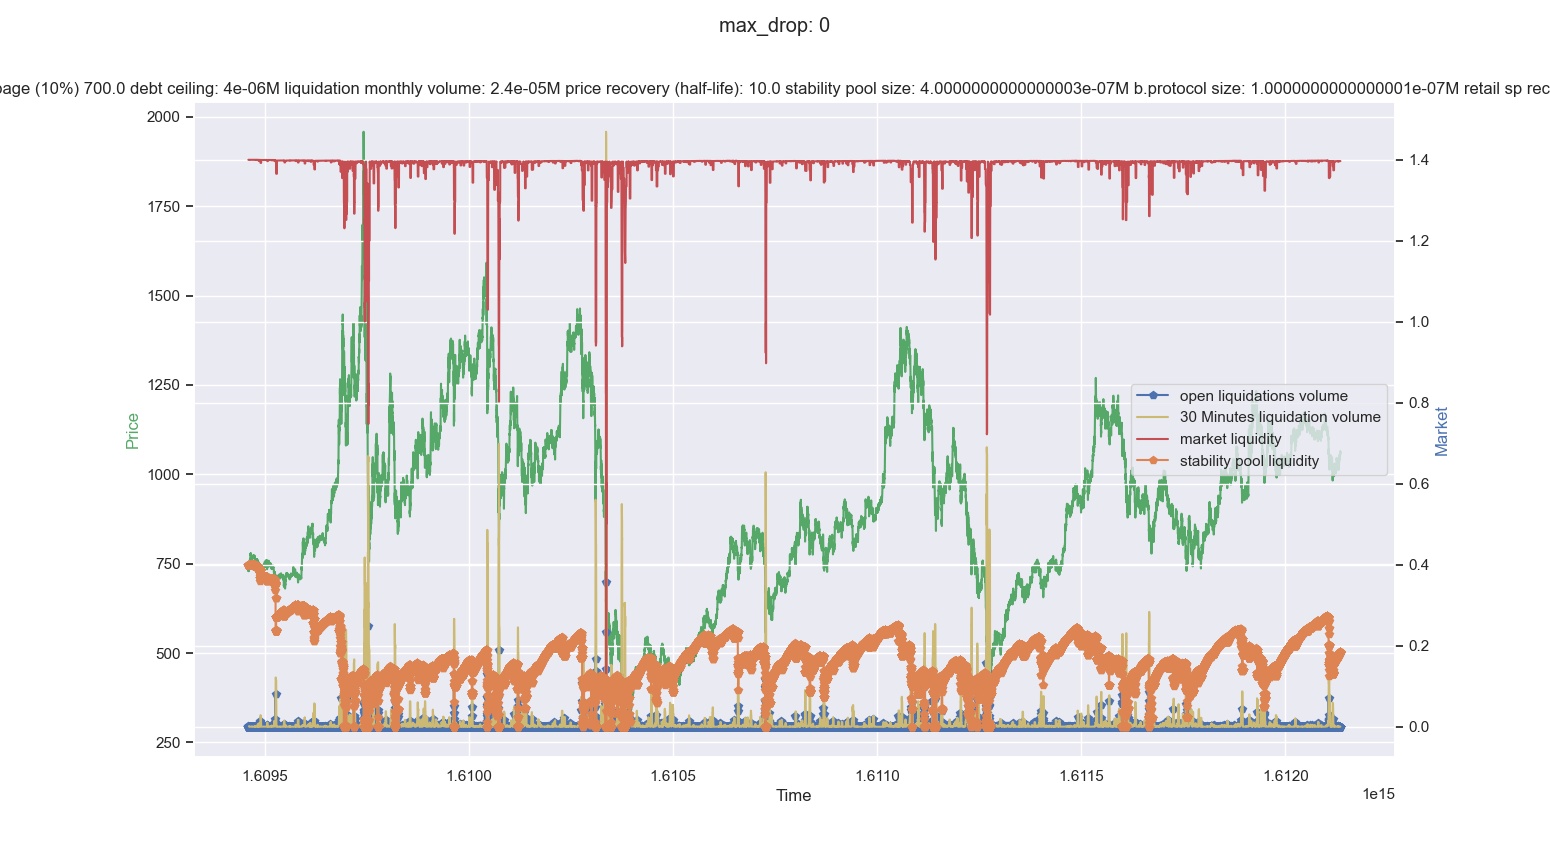 max_drop: 0
age (10%) 700.0 debt ceiling: 4e-06M liquidation monthly volume: 2.4e-05M price recovery (half-life): 10.0 stability pool size: 4.0000000000000003e-07M b.protocol size: 1.0000000000000001e-07M retail sp rec
2000
1750
1500
1250
1000
750
500
250
Price
1.4
1.2
1.0
0.8
0.6
0.4
0.2
0.0
Market
open liquidations volume
30 Minutes liquidation volume
market liquidity
stability pool liquidity
1.6095
1.6100
1.6105
1.6110
1.6115
1.6120
Time
1e15